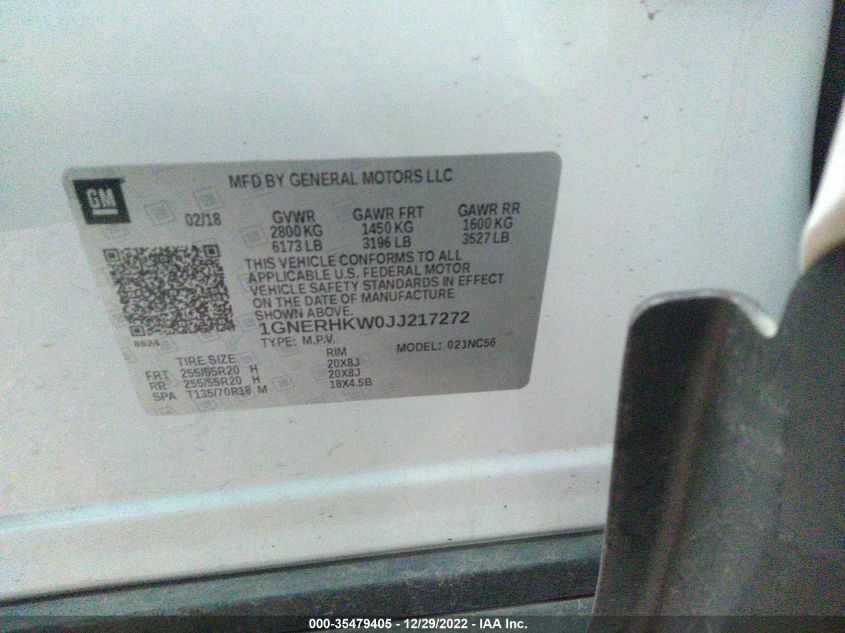 GM
MFD BY GENERAL MOTORS LLC
02/18
GVWR GAWR FRT GAWR RR
2800 KG 1450 KG 1600 KG
6173 LB 3196 LB 3527 LB
THIS VEHICLE CONFORMS TO ALL
APPLICABLE U.S. FEDERAL MOTOR
VEHICLE SAFETY STANDARDS IN EFFECT
ON THE DATE OF MANUFACTURE
SHOWN ABOVE.
8524
1GNERHKW0JJ217272
TYPE: M.P.V. MODEL: 021NC56
TIRE SIZE RIM
FRT 255/55R20 H 20X8J
RR 255/55R20 H 20X8J
SPA T135/70R18 M 18X4.5B
000-35479405 - 12/29/2022 - IAA Inc.